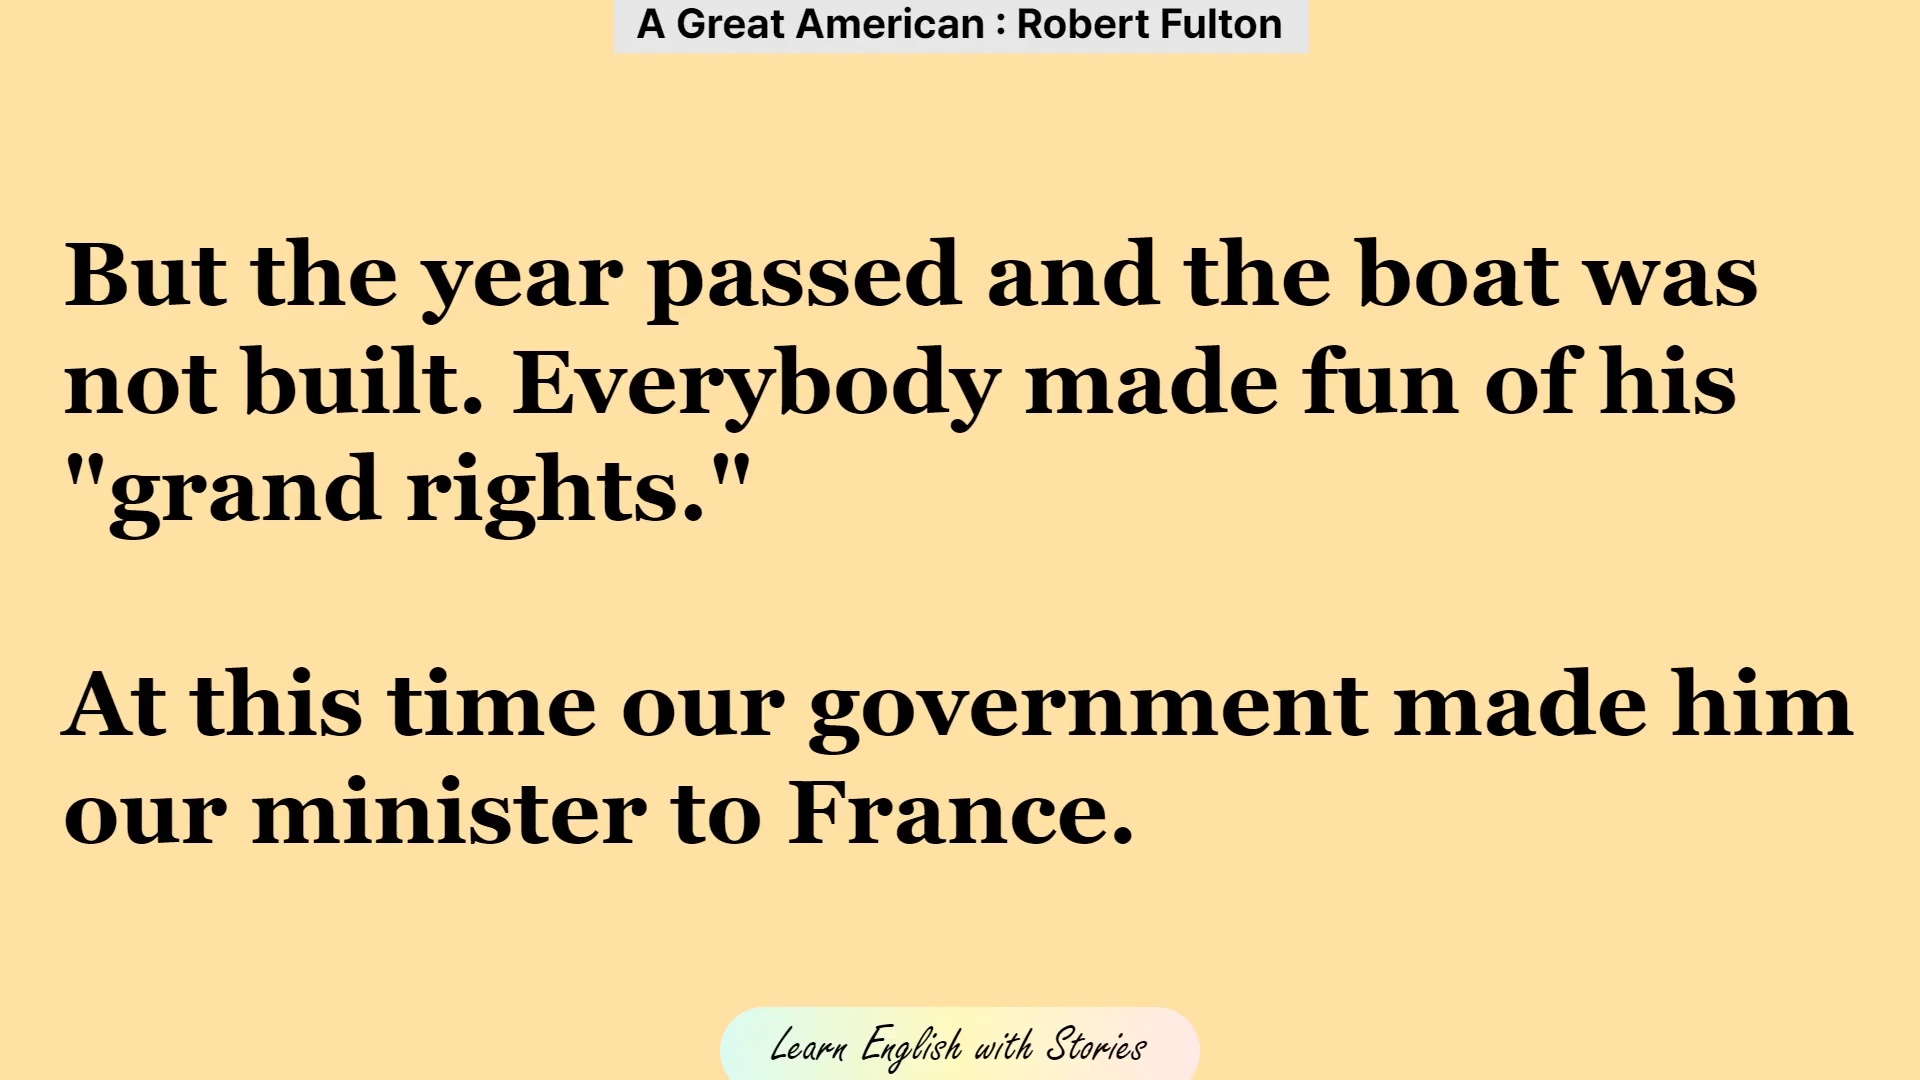 A Great American : Robert Fulton
But the year passed and the boat was
not built. Everybody made fun of his
"grand rights."
At this time our government made him
our minister to France.
Learn English with Stories